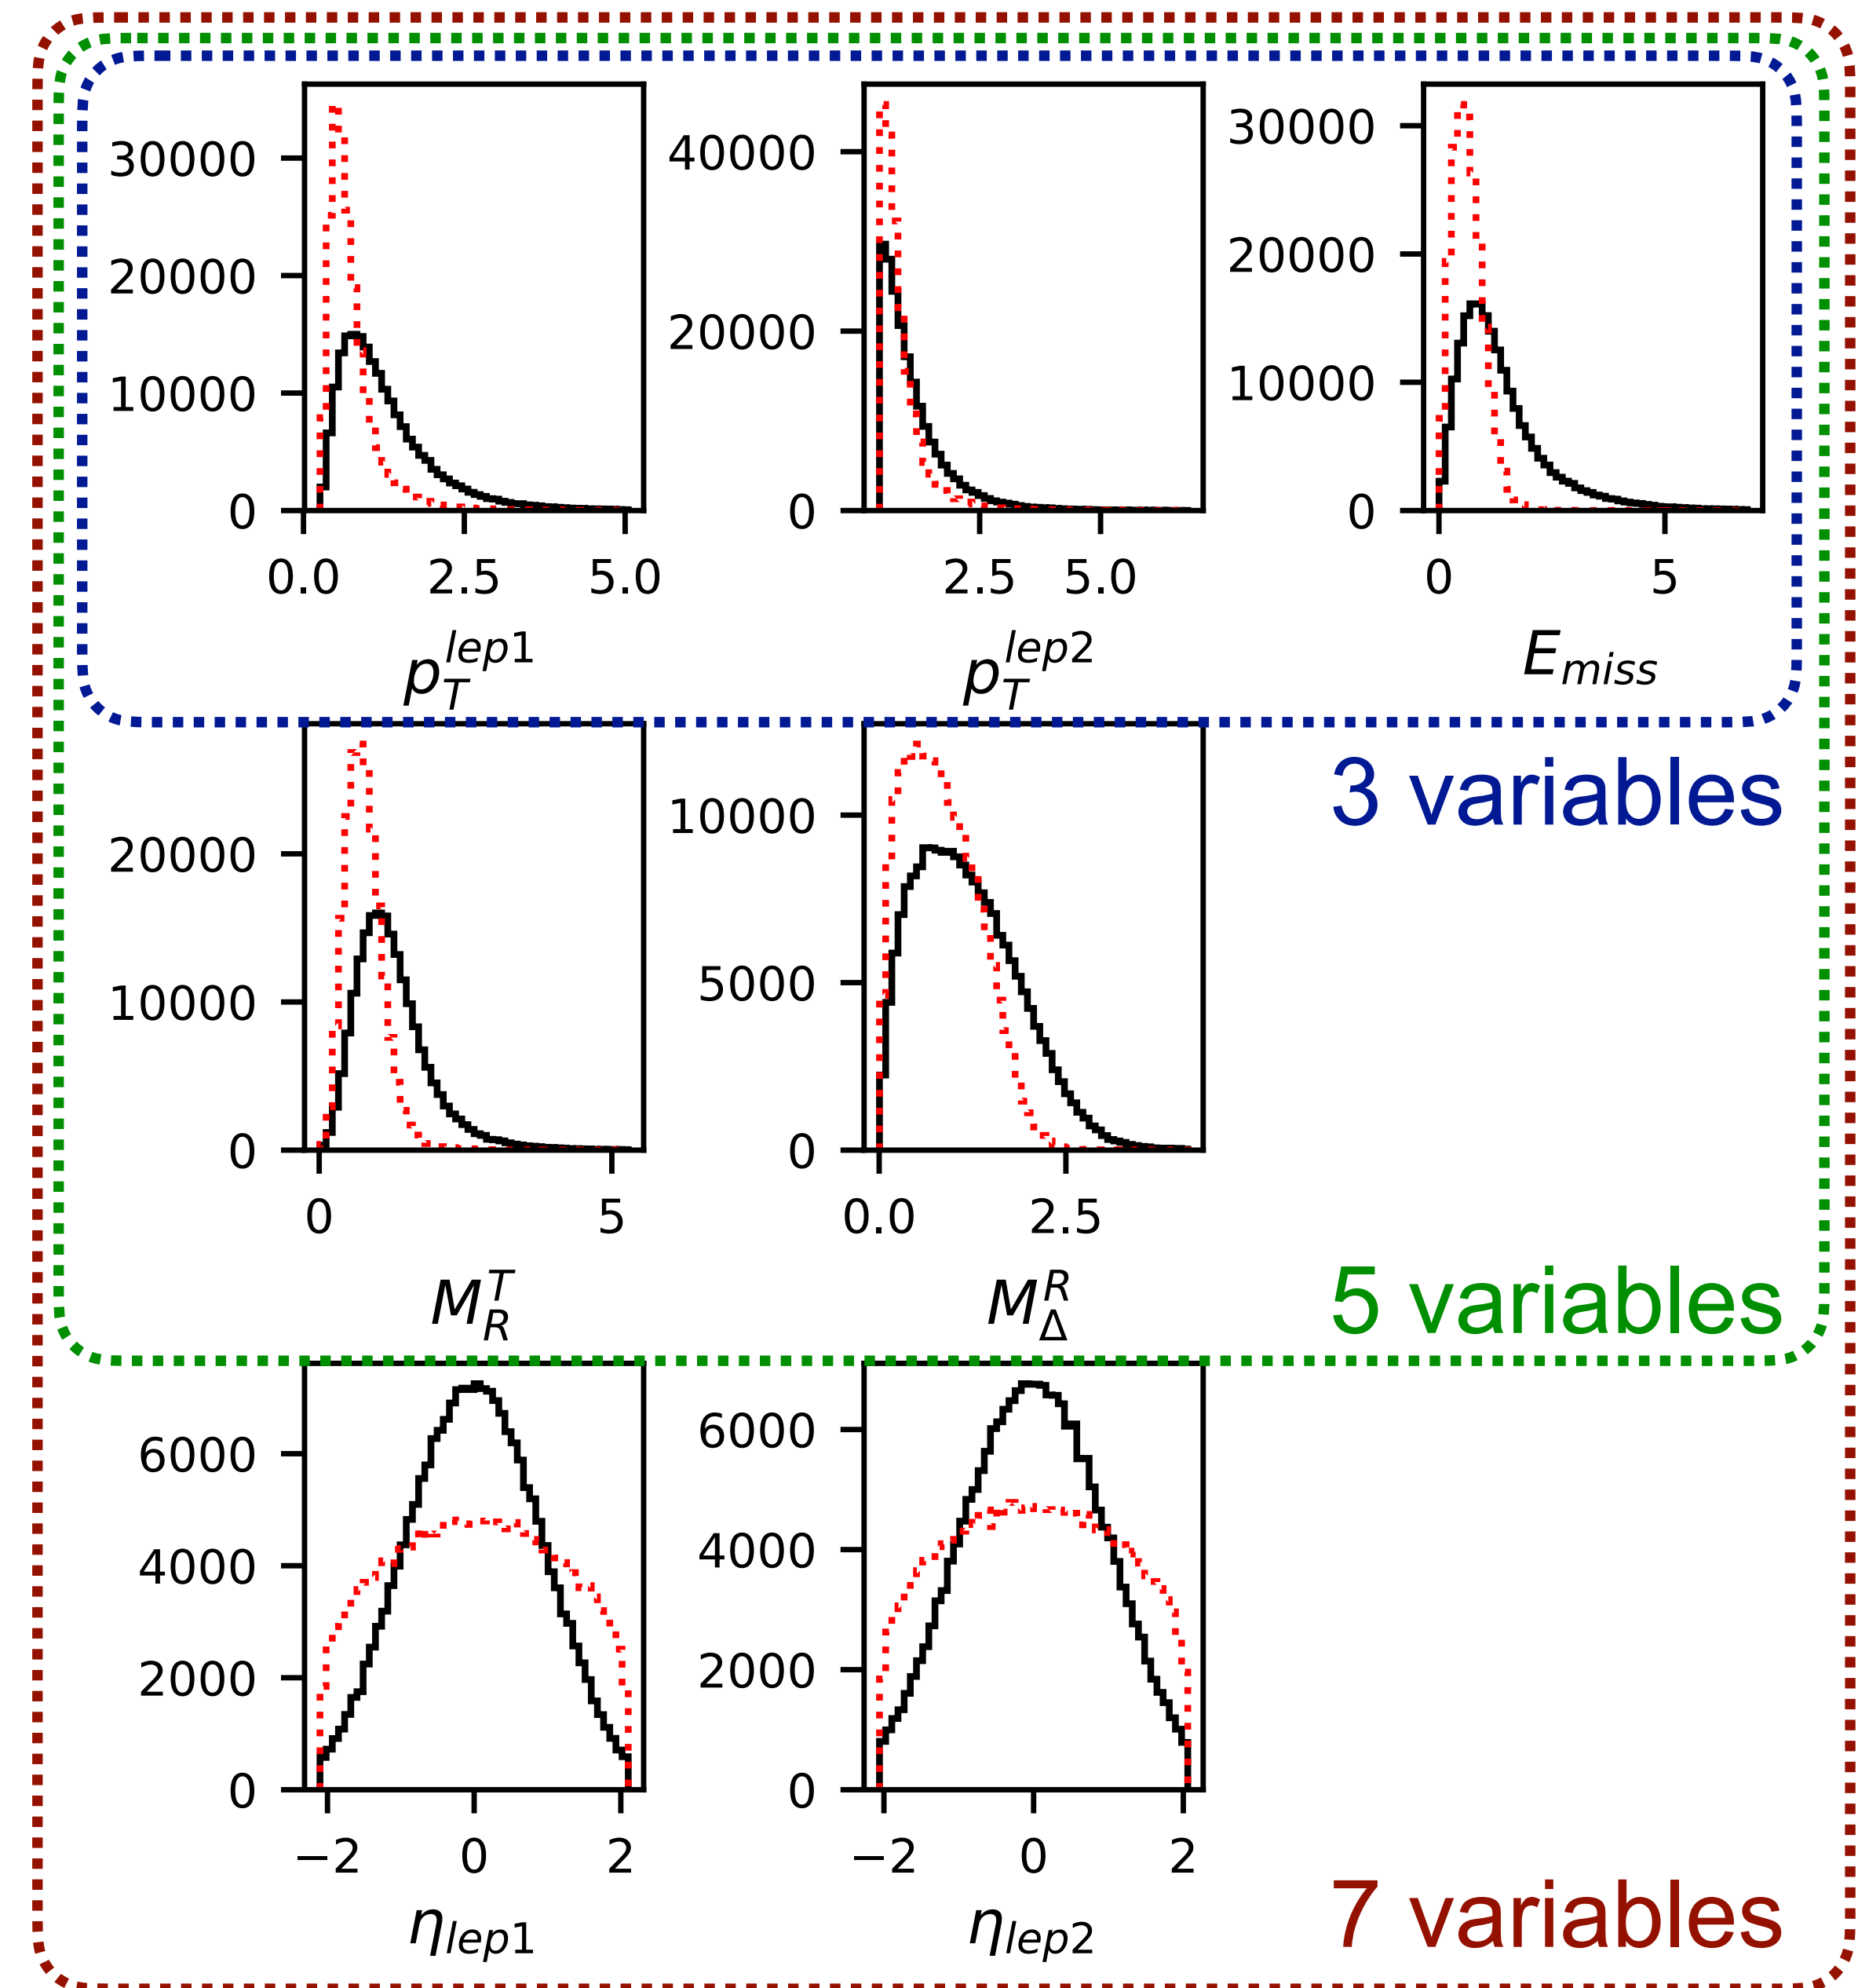 30000
20000
10000
0
0.0 2.5 5.0
p_T^{lep1}
40000
20000
0
2.5 5.0
p_T^{lep2}
30000
20000
10000
0
0 5
E_{miss}
3 variables
20000
10000
0
0 5
M_R^T
10000
5000
0
0.0 2.5
M_Δ^R
5 variables
6000
4000
2000
0
−2 0 2
η_{lep1}
6000
4000
2000
0
−2 0 2
η_{lep2}
7 variables